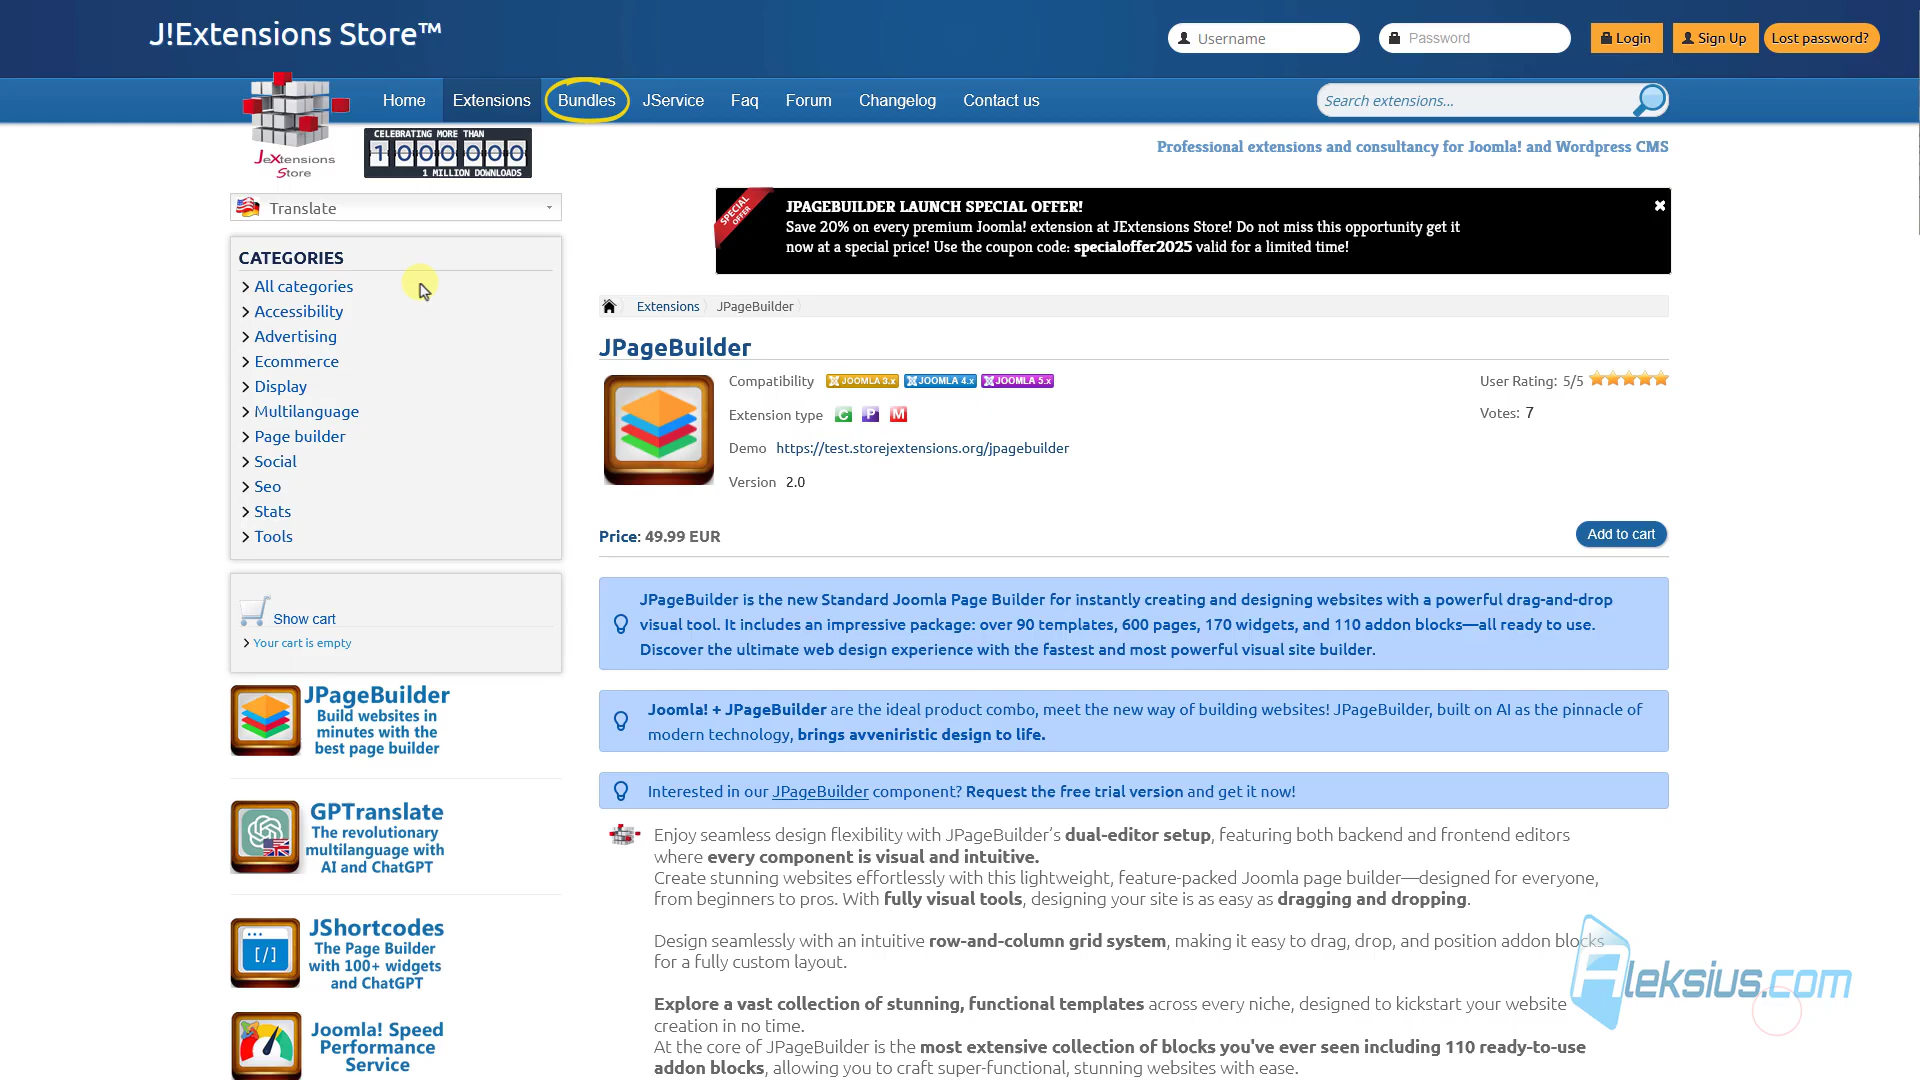 J!Extensions Store™
Username
Password
Login
Sign Up
Lost password?
Home
Extensions
Bundles
JService
Faq
Forum
Changelog
Contact us
Search extensions...
JeXtensions
Store
CELEBRATING MORE THAN
1000000
1 MILLION DOWNLOADS
Professional extensions and consultancy for Joomla! and Wordpress CMS
Translate
SPECIAL
OFFER
JPAGEBUILDER LAUNCH SPECIAL OFFER!
Save 20% on every premium Joomla! extension at JExtensions Store! Do not miss this opportunity get it
now at a special price! Use the coupon code: specialoffer2025 valid for a limited time!
CATEGORIES
All categories
Accessibility
Advertising
Ecommerce
Display
Multilanguage
Page builder
Social
Seo
Stats
Tools
Show cart
Your cart is empty
JPageBuilder
Build websites in
minutes with the
best page builder
GPTranslate
The revolutionary
multilanguage with
AI and ChatGPT
JShortcodes
The Page Builder
with 100+ widgets
and ChatGPT
Joomla! Speed
Performance
Service
Extensions
JPageBuilder
JPageBuilder
Compatibility JOOMLA 3.x JOOMLA 4.x JOOMLA 5.x
User Rating: 5/5
Extension type C P M
Votes: 7
Demo https://test.storejextensions.org/jpagebuilder
Version 2.0
Price: 49.99 EUR
Add to cart
JPageBuilder is the new Standard Joomla Page Builder for instantly creating and designing websites with a powerful drag-and-drop
visual tool. It includes an impressive package: over 90 templates, 600 pages, 170 widgets, and 110 addon blocks—all ready to use.
Discover the ultimate web design experience with the fastest and most powerful visual site builder.
Joomla! + JPageBuilder are the ideal product combo, meet the new way of building websites! JPageBuilder, built on AI as the pinnacle of
modern technology, brings avveniristic design to life.
Interested in our JPageBuilder component? Request the free trial version and get it now!
Enjoy seamless design flexibility with JPageBuilder's dual-editor setup, featuring both backend and frontend editors
where every component is visual and intuitive.
Create stunning websites effortlessly with this lightweight, feature-packed Joomla page builder—designed for everyone,
from beginners to pros. With fully visual tools, designing your site is as easy as dragging and dropping.
Design seamlessly with an intuitive row-and-column grid system, making it easy to drag, drop, and position addon blocks
for a fully custom layout.
Explore a vast collection of stunning, functional templates across every niche, designed to kickstart your website
creation in no time.
At the core of JPageBuilder is the most extensive collection of blocks you've ever seen including 110 ready-to-use
addon blocks, allowing you to craft super-functional, stunning websites with ease.
Aleksius.com